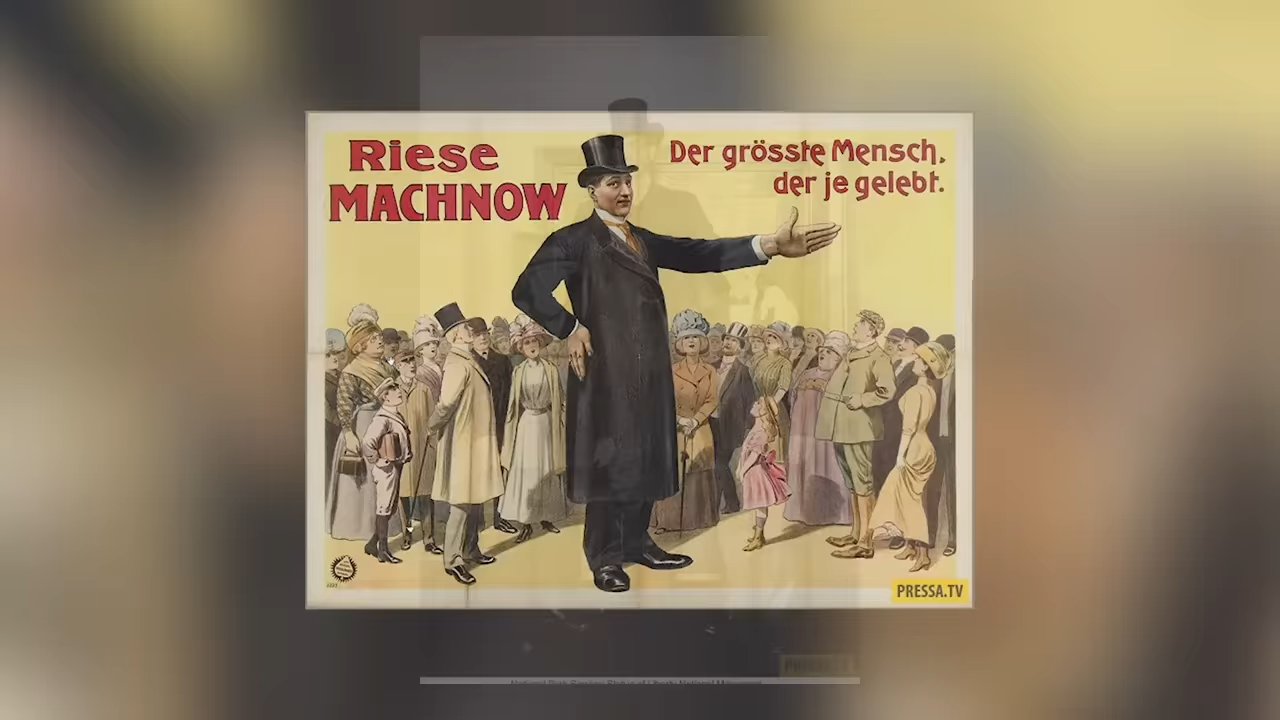 Riese
MACHNOW
Der grösste Mensch,
der je gelebt.
PRESSA.TV